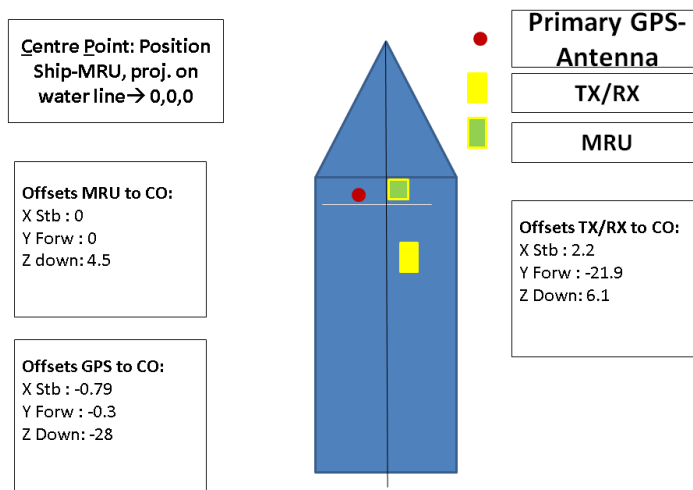 Centre Point: Position
Ship-MRU, proj. on
water line→ 0,0,0
Primary GPS-
Antenna
TX/RX
MRU
Offsets MRU to CO:
X Stb : 0
Y Forw : 0
Z down: 4.5
Offsets TX/RX to CO:
X Stb : 2.2
Y Forw : -21.9
Z Down: 6.1
Offsets GPS to CO:
X Stb : -0.79
Y Forw : -0.3
Z Down: -28